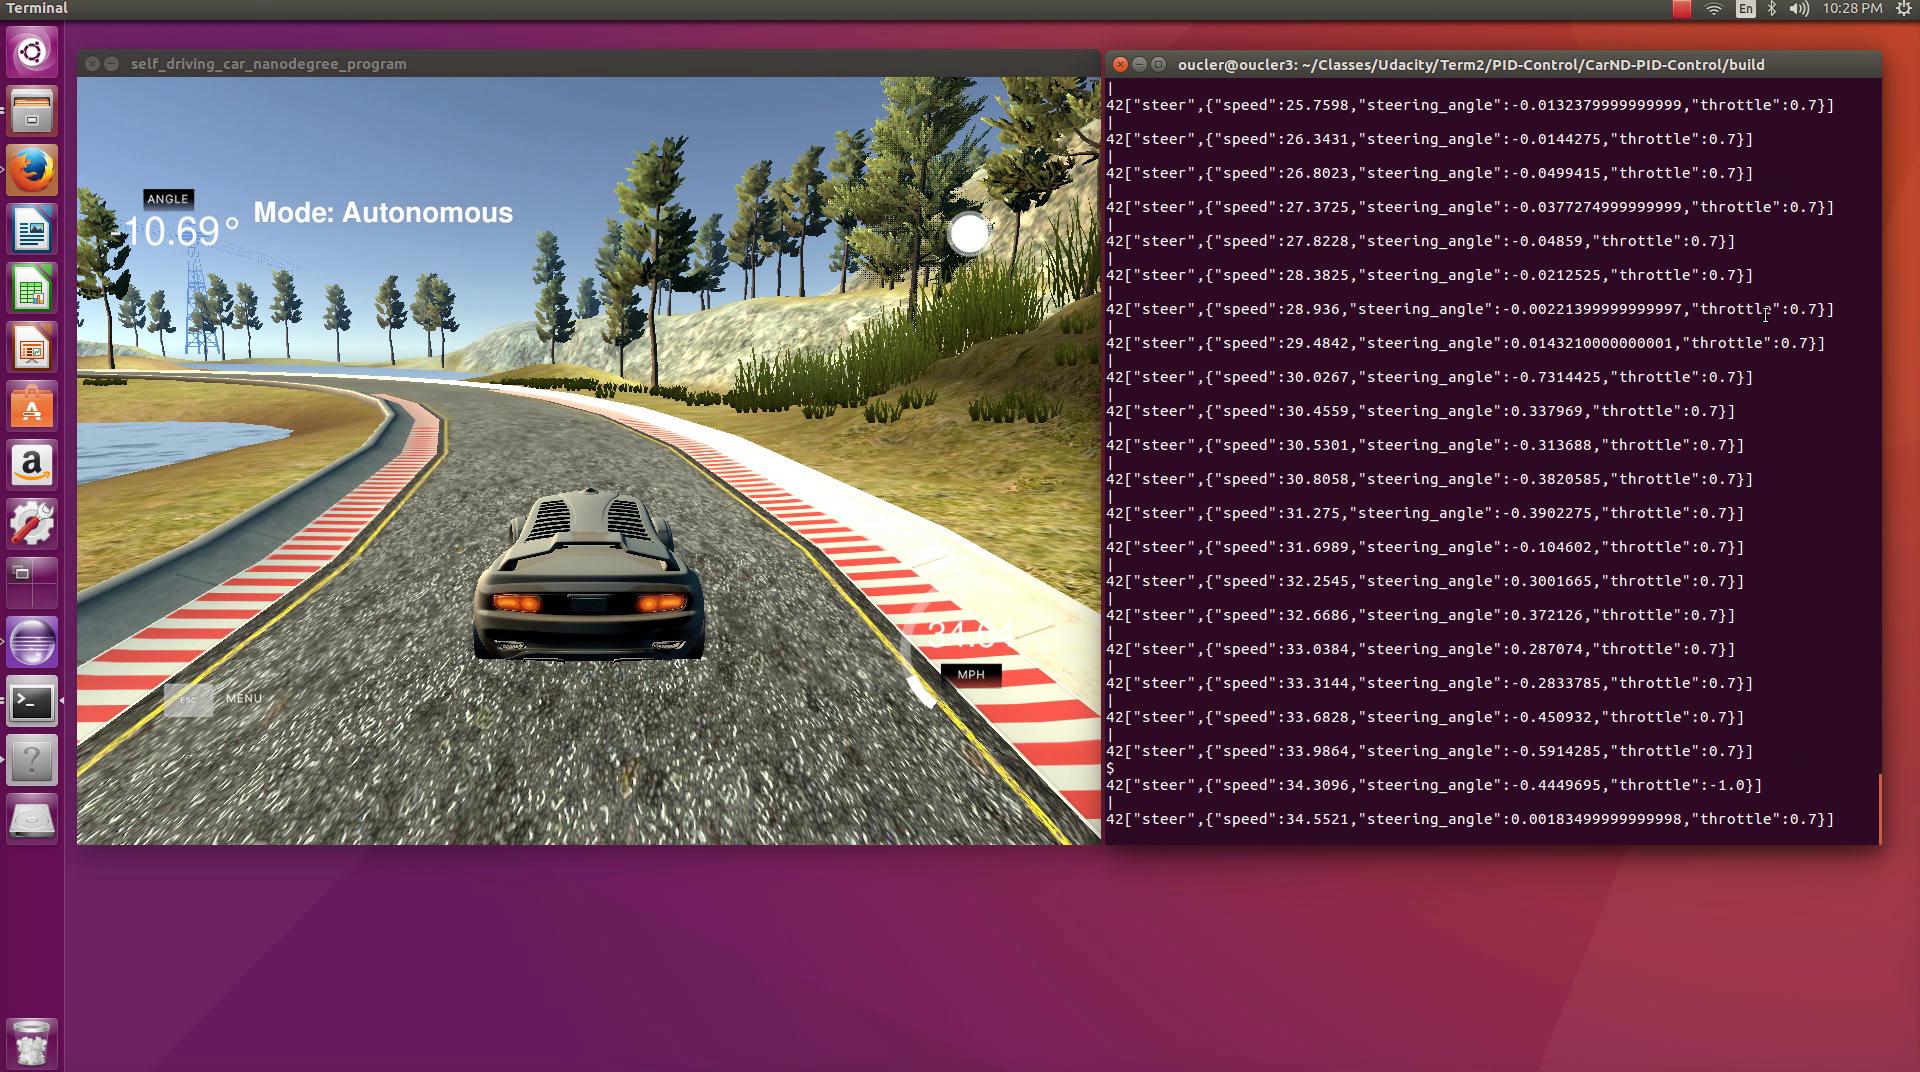 Terminal
En
10:28 PM
self_driving_car_nanodegree_program
ANGLE
10.69°
Mode: Autonomous
34.04
MPH
ESC
MENU
a
?
oucler@oucler3: ~/Classes/Udacity/Term2/PID-Control/CarND-PID-Control/build
|
42["steer",{"speed":25.7598,"steering_angle":-0.0132379999999999,"throttle":0.7}]
|
42["steer",{"speed":26.3431,"steering_angle":-0.0144275,"throttle":0.7}]
|
42["steer",{"speed":26.8023,"steering_angle":-0.0499415,"throttle":0.7}]
|
42["steer",{"speed":27.3725,"steering_angle":-0.0377274999999999,"throttle":0.7}]
|
42["steer",{"speed":27.8228,"steering_angle":-0.04859,"throttle":0.7}]
|
42["steer",{"speed":28.3825,"steering_angle":-0.0212525,"throttle":0.7}]
|
42["steer",{"speed":28.936,"steering_angle":-0.00221399999999997,"throttle":0.7}]
|
42["steer",{"speed":29.4842,"steering_angle":0.0143210000000001,"throttle":0.7}]
|
42["steer",{"speed":30.0267,"steering_angle":-0.7314425,"throttle":0.7}]
|
42["steer",{"speed":30.4559,"steering_angle":0.337969,"throttle":0.7}]
|
42["steer",{"speed":30.5301,"steering_angle":-0.313688,"throttle":0.7}]
|
42["steer",{"speed":30.8058,"steering_angle":-0.3820585,"throttle":0.7}]
|
42["steer",{"speed":31.275,"steering_angle":-0.3902275,"throttle":0.7}]
|
42["steer",{"speed":31.6989,"steering_angle":-0.104602,"throttle":0.7}]
|
42["steer",{"speed":32.2545,"steering_angle":0.3001665,"throttle":0.7}]
|
42["steer",{"speed":32.6686,"steering_angle":0.372126,"throttle":0.7}]
|
42["steer",{"speed":33.0384,"steering_angle":0.287074,"throttle":0.7}]
|
42["steer",{"speed":33.3144,"steering_angle":-0.2833785,"throttle":0.7}]
|
42["steer",{"speed":33.6828,"steering_angle":-0.450932,"throttle":0.7}]
|
42["steer",{"speed":33.9864,"steering_angle":-0.5914285,"throttle":0.7}]
$
42["steer",{"speed":34.3096,"steering_angle":-0.4449695,"throttle":-1.0}]
|
42["steer",{"speed":34.5521,"steering_angle":0.00183499999999998,"throttle":0.7}]